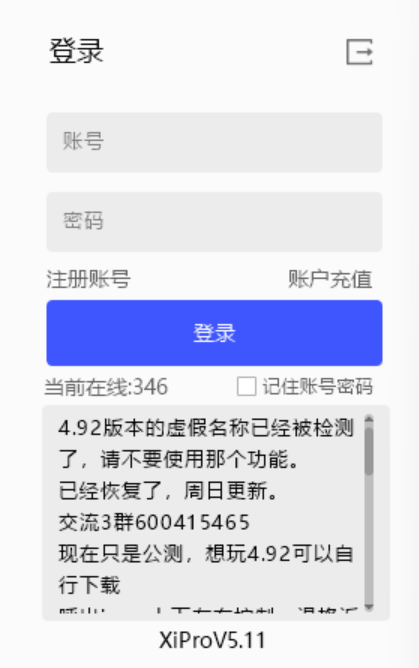 登录
账号
密码
注册账号 账户充值
登录
当前在线:346 记住账号密码
4.92版本的虚假名称已经被检测
了，请不要使用那个功能。
已经恢复了，周日更新。
交流3群600415465
现在只是公测，想玩4.92可以自
行下载
XiProV5.11